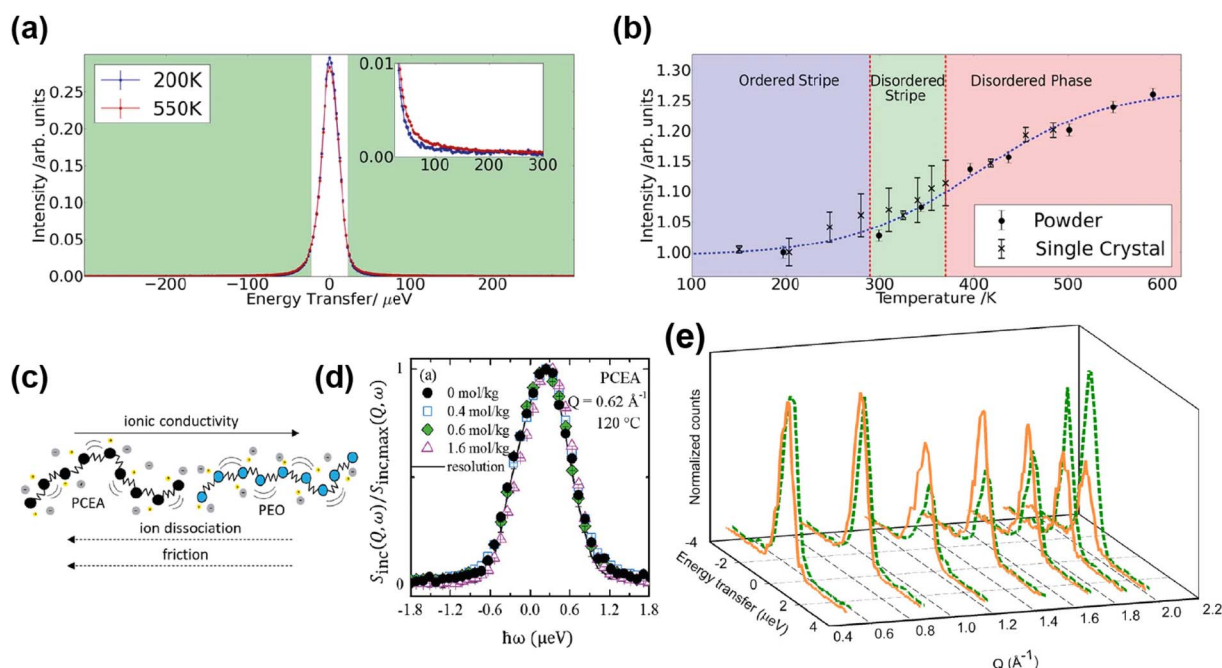 (a)
0.25
0.20
0.15
0.10
0.05
0.00
Intensity /arb. units
200K
550K
0.01
0.00
100
200
300
−200
−100
0
100
200
Energy Transfer/ μeV
(b)
1.30
1.25
1.20
1.15
1.10
1.05
1.00
Intensity /arb. units
Ordered Stripe
Disordered
Stripe
Disordered Phase
Powder
Single Crystal
100
200
300
400
500
600
Temperature /K
(c)
ionic conductivity
PCEA
PEO
ion dissociation
friction
(d)
(a)
0 mol/kg
0.4 mol/kg
0.6 mol/kg
1.6 mol/kg
resolution
PCEA
Q = 0.62 Å⁻¹
120 °C
1
0
S_inc(Q, ω)/S_inc,max(Q, ω)
-1.8 -1.2 -0.6 0.0 0.6 1.2 1.8
ħω (μeV)
(e)
Normalized counts
-4
-2
0
2
4
Energy transfer (μeV)
0.4
0.6
0.8
1.0
1.2
1.4
1.6
1.8
2.0
2.2
Q (Å⁻¹)